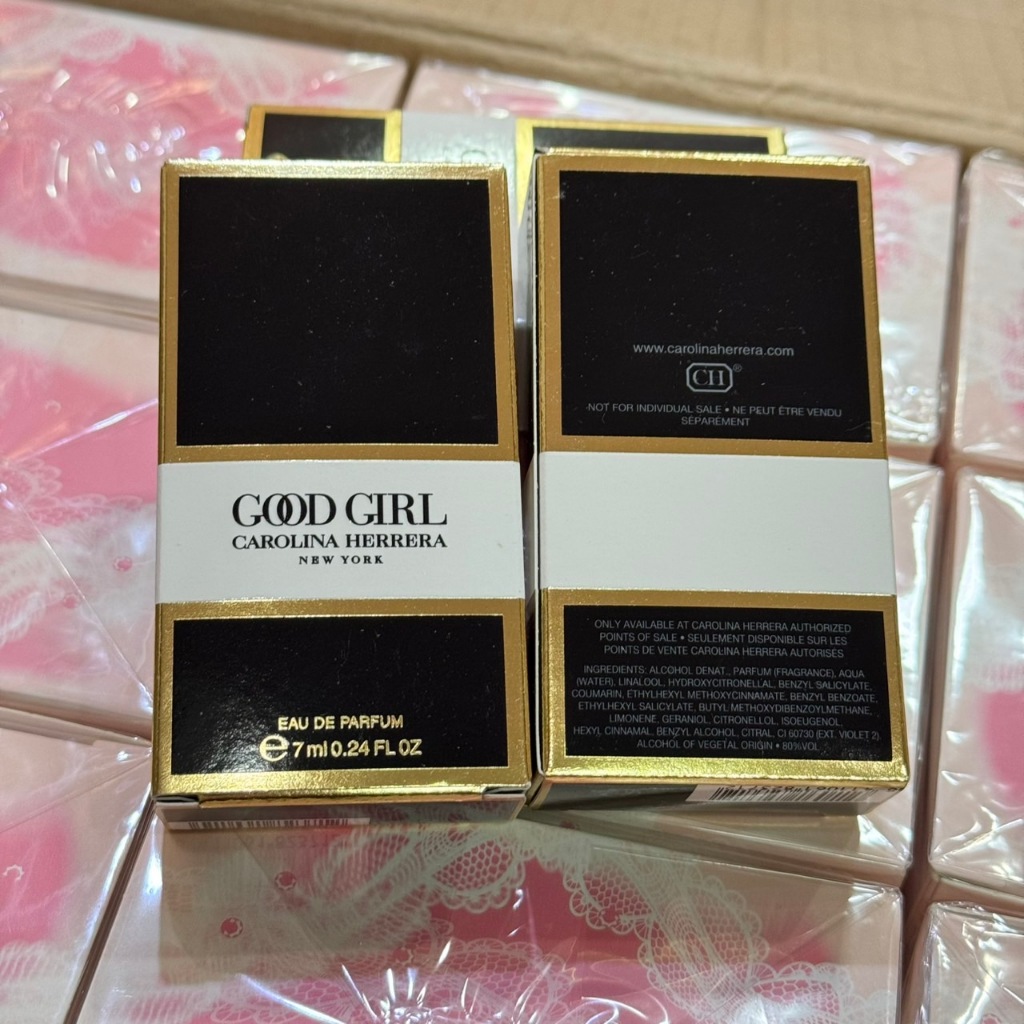 GOOD GIRL
CAROLINA HERRERA
NEW YORK
EAU DE PARFUM
e 7 ml 0.24 FL OZ
www.carolinaherrera.com
CH®
NOT FOR INDIVIDUAL SALE • NE PEUT ÊTRE VENDU
SÉPARÉMENT
ONLY AVAILABLE AT CAROLINA HERRERA AUTHORIZED
POINTS OF SALE • SEULEMENT DISPONIBLE SUR LES
POINTS DE VENTE CAROLINA HERRERA AUTORISÉS
INGREDIENTS: ALCOHOL DENAT., PARFUM (FRAGRANCE), AQUA
(WATER), LINALOOL, HYDROXYCITRONELLAL, BENZYL SALICYLATE,
COUMARIN, ETHYLHEXYL METHOXYCINNAMATE, BENZYL BENZOATE,
ETHYLHEXYL SALICYLATE, BUTYL METHOXYDIBENZOYLMETHANE,
LIMONENE, GERANIOL, CITRONELLOL, ISOEUGENOL,
HEXYL CINNAMAL, BENZYL ALCOHOL, CITRAL, CI 60730 (EXT. VIOLET 2)
ALCOHOL OF VEGETAL ORIGIN • 80%VOL